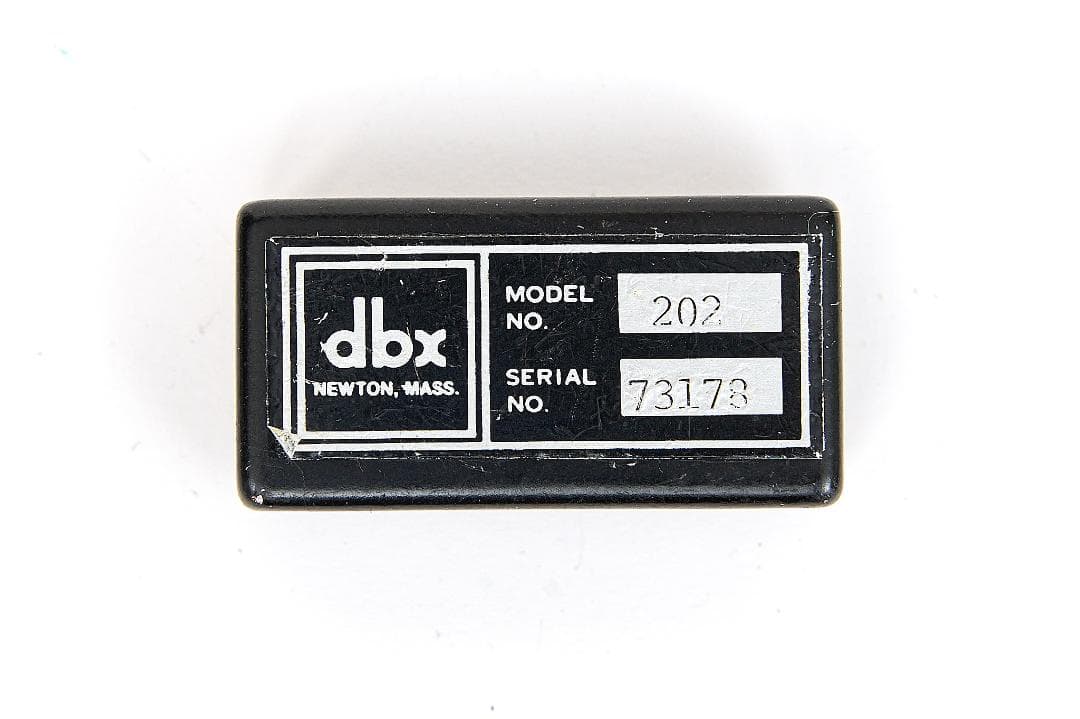 dbx
NEWTON, MASS.
MODEL NO. 202
SERIAL NO. 73178